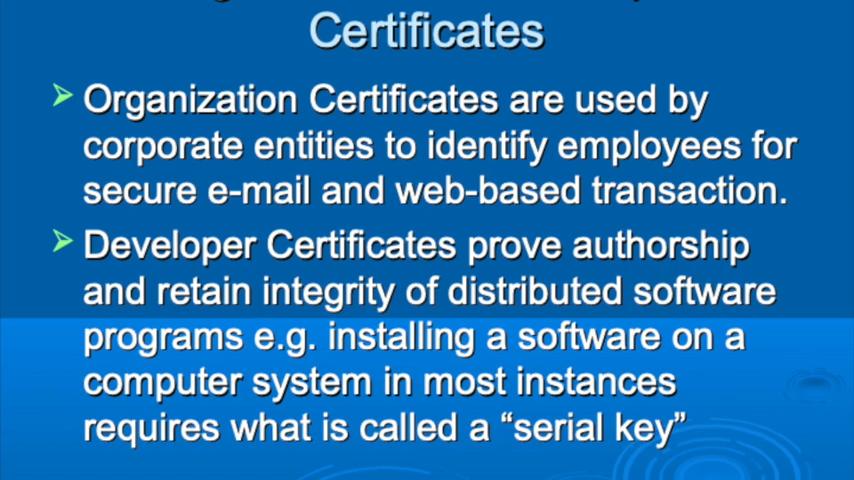 Certificates
Organization Certificates are used by
corporate entities to identify employees for
secure e-mail and web-based transaction.
Developer Certificates prove authorship
and retain integrity of distributed software
programs e.g. installing a software on a
computer system in most instances
requires what is called a “serial key”